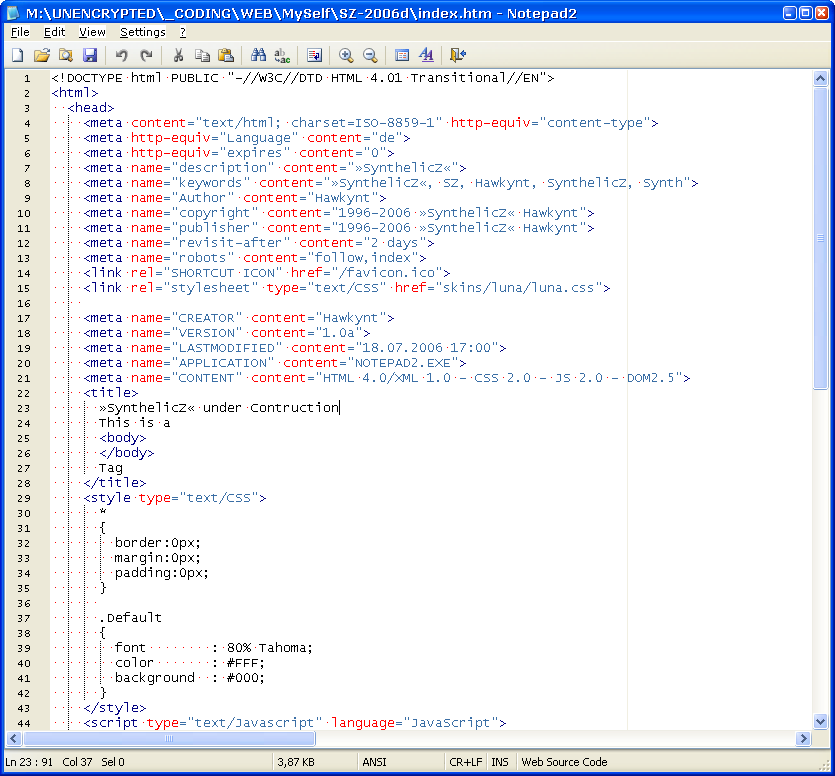 M:\UNENCRYPTED\_CODING\WEB\MySelf\SZ-2006d\index.htm - Notepad2
File Edit View Settings ?
1 <!DOCTYPE html PUBLIC "-//W3C//DTD HTML 4.01 Transitional//EN">
2 <html>
3 <head>
4 <meta content="text/html; charset=ISO-8859-1" http-equiv="content-type">
5 <meta http-equiv="Language" content="de">
6 <meta http-equiv="expires" content="0">
7 <meta name="description" content="»SynthelicZ«">
8 <meta name="keywords" content="»SynthelicZ«, SZ, Hawkynt, SynthelicZ, Synth">
9 <meta name="Author" content="Hawkynt">
10 <meta name="copyright" content="1996-2006 »SynthelicZ« Hawkynt">
11 <meta name="publisher" content="1996-2006 »SynthelicZ« Hawkynt">
12 <meta name="revisit-after" content="2 days">
13 <meta name="robots" content="follow,index">
14 <link rel="SHORTCUT ICON" href="/favicon.ico">
15 <link rel="stylesheet" type="text/CSS" href="skins/luna/luna.css">
16
17 <meta name="CREATOR" content="Hawkynt">
18 <meta name="VERSION" content="1.0a">
19 <meta name="LASTMODIFIED" content="18.07.2006 17:00">
20 <meta name="APPLICATION" content="NOTEPAD2.EXE">
21 <meta name="CONTENT" content="HTML 4.0/XML 1.0 - CSS 2.0 - JS 2.0 - DOM2.5">
22 <title>
23 »SynthelicZ« under Contruction
24 This is a
25 <body>
26 </body>
27 Tag
28 </title>
29 <style type="text/CSS">
30 *
31 {
32 border:0px;
33 margin:0px;
34 padding:0px;
35 }
36
37 .Default
38 {
39 font : 80% Tahoma;
40 color : #FFF;
41 background : #000;
42 }
43 </style>
44 <script type="text/Javascript" language="JavaScript">
Ln 23 : 91 Col 37 Sel 0 3,87 KB ANSI CR+LF INS Web Source Code